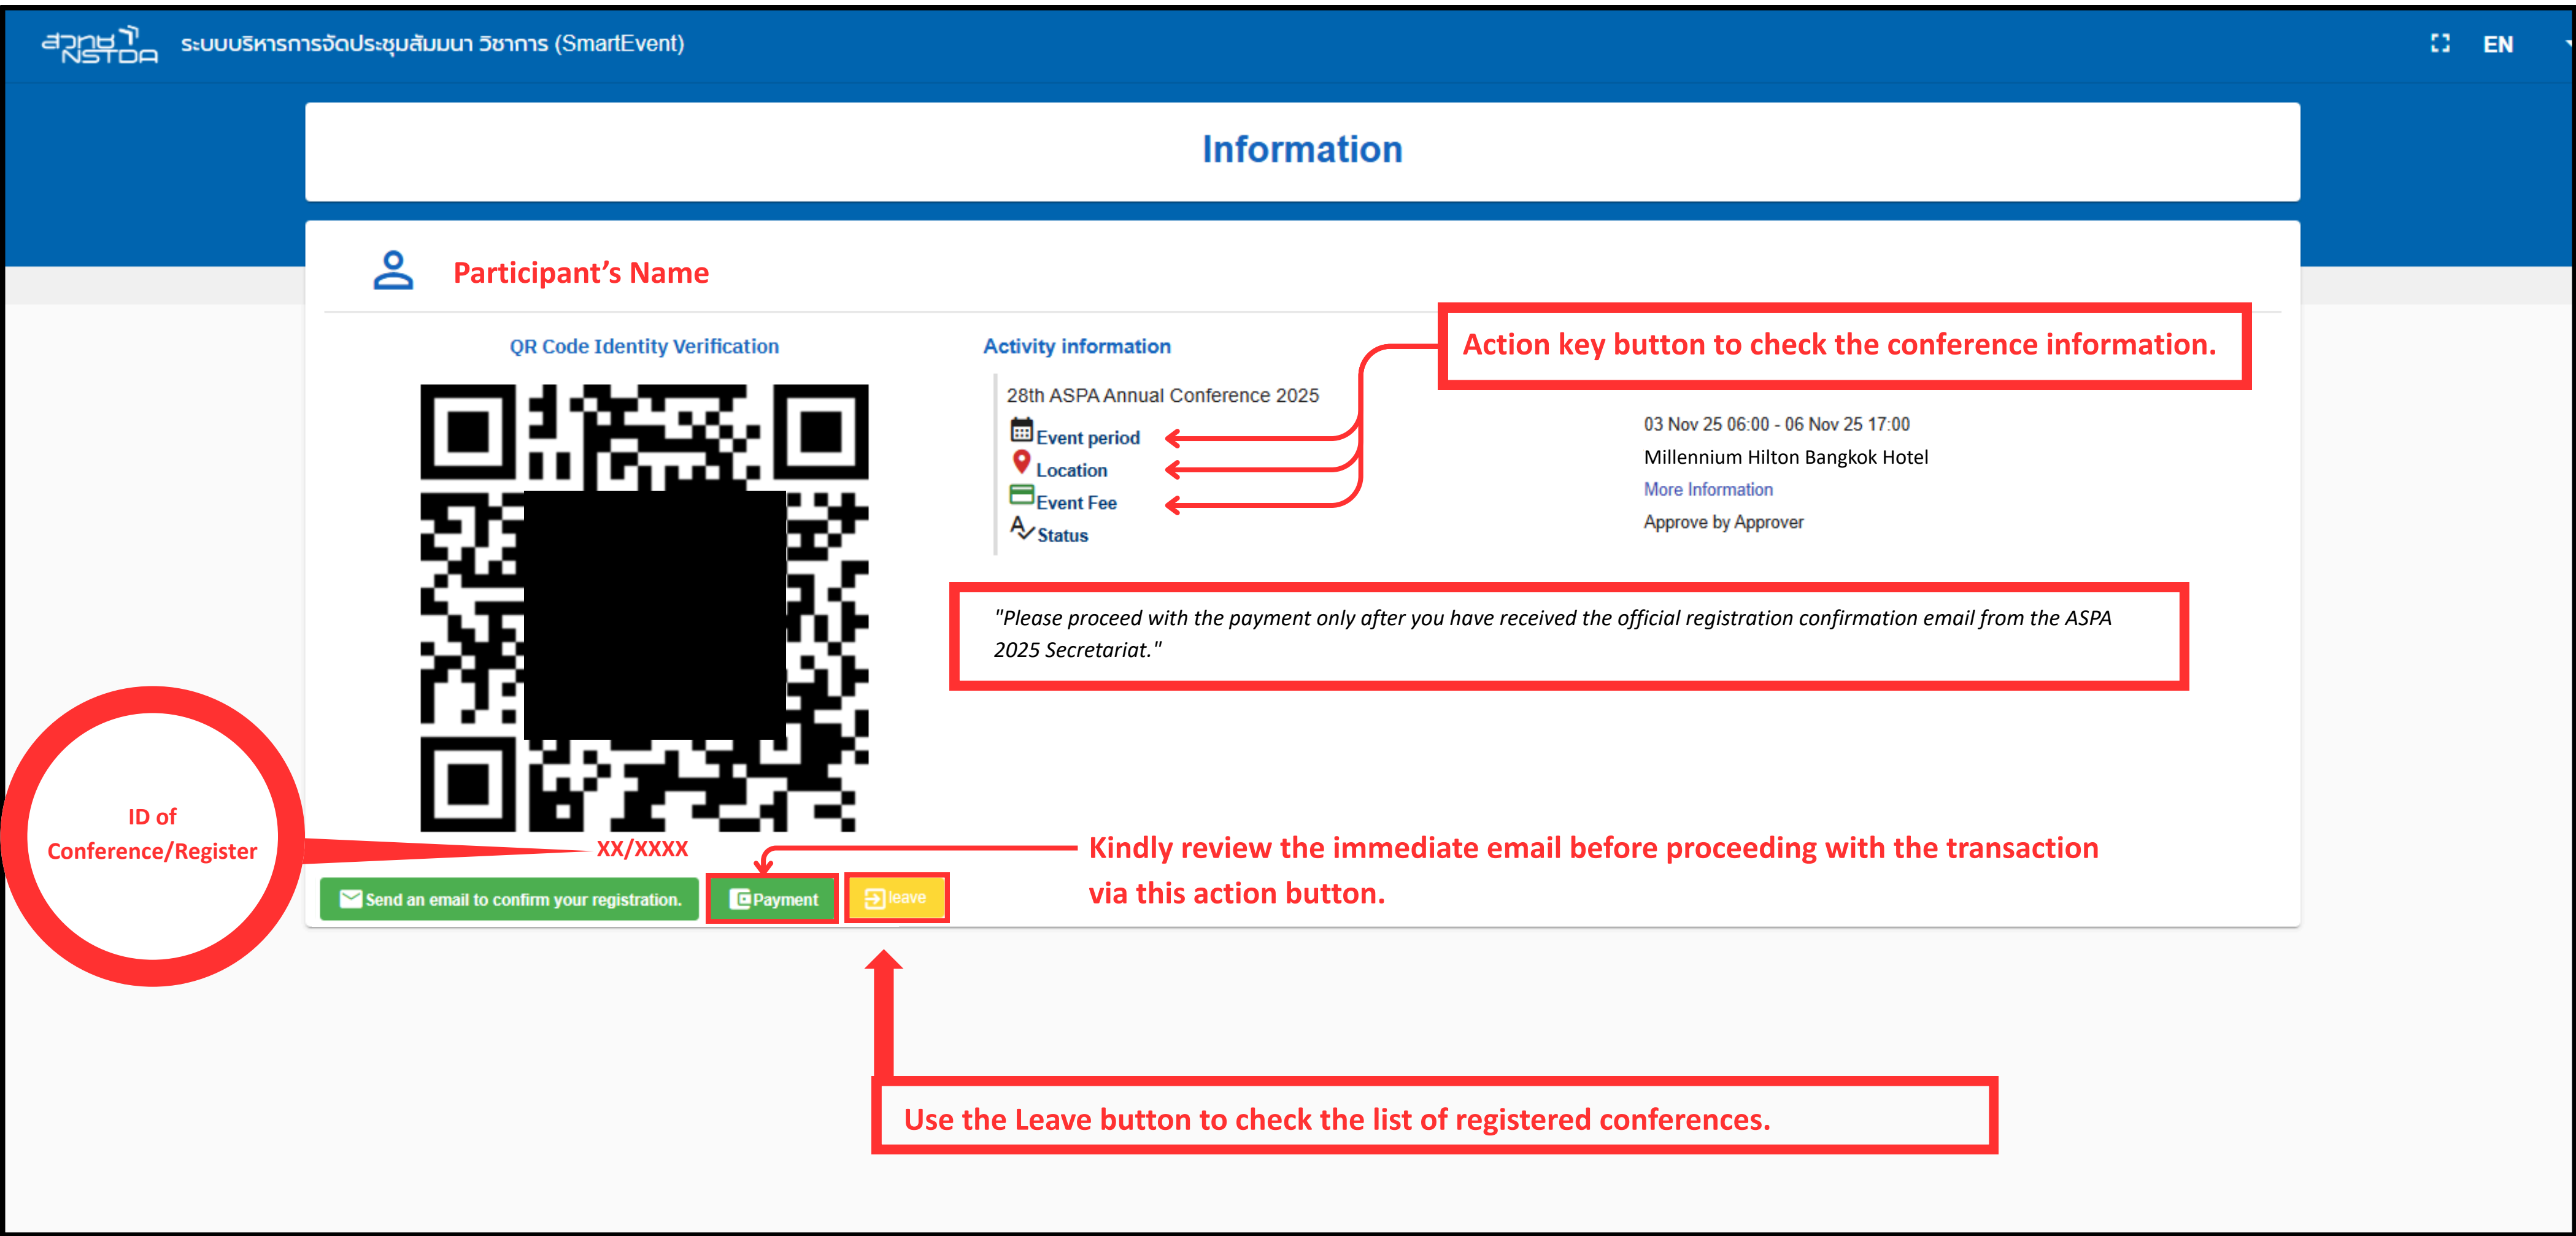 สวทช
NSTDA
ระบบบริหารการจัดประชุมสัมมนา วิชาการ (SmartEvent)
EN
Information
Participant’s Name
QR Code Identity Verification
Activity information
Action key button to check the conference information.
28th ASPA Annual Conference 2025
Event period
03 Nov 25 06:00 - 06 Nov 25 17:00
Location
Millennium Hilton Bangkok Hotel
Event Fee
More Information
Status
Approve by Approver
"Please proceed with the payment only after you have received the official registration confirmation email from the ASPA
2025 Secretariat."
ID of
Conference/Register
XX/XXXX
Kindly review the immediate email before proceeding with the transaction
via this action button.
Send an email to confirm your registration.
Payment
leave
Use the Leave button to check the list of registered conferences.